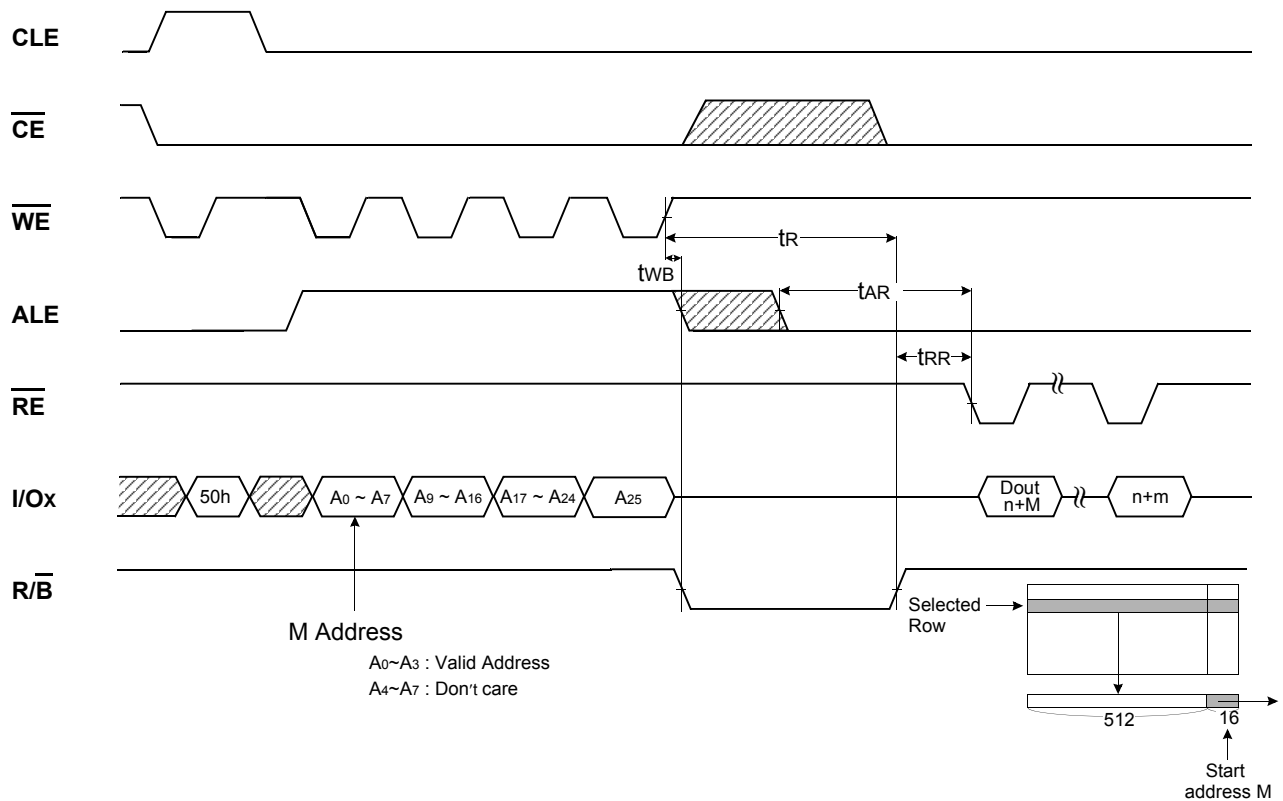 CLE
CE
WE
tR
tWB
tAR
ALE
tRR
RE
I/Ox
50h
A0 ~ A7
A9 ~ A16
A17 ~ A24
A25
Dout
n+M
n+m
R/B
Selected
Row
M Address
A0~A3 : Valid Address
A4~A7 : Don't care
512
16
Start
address M